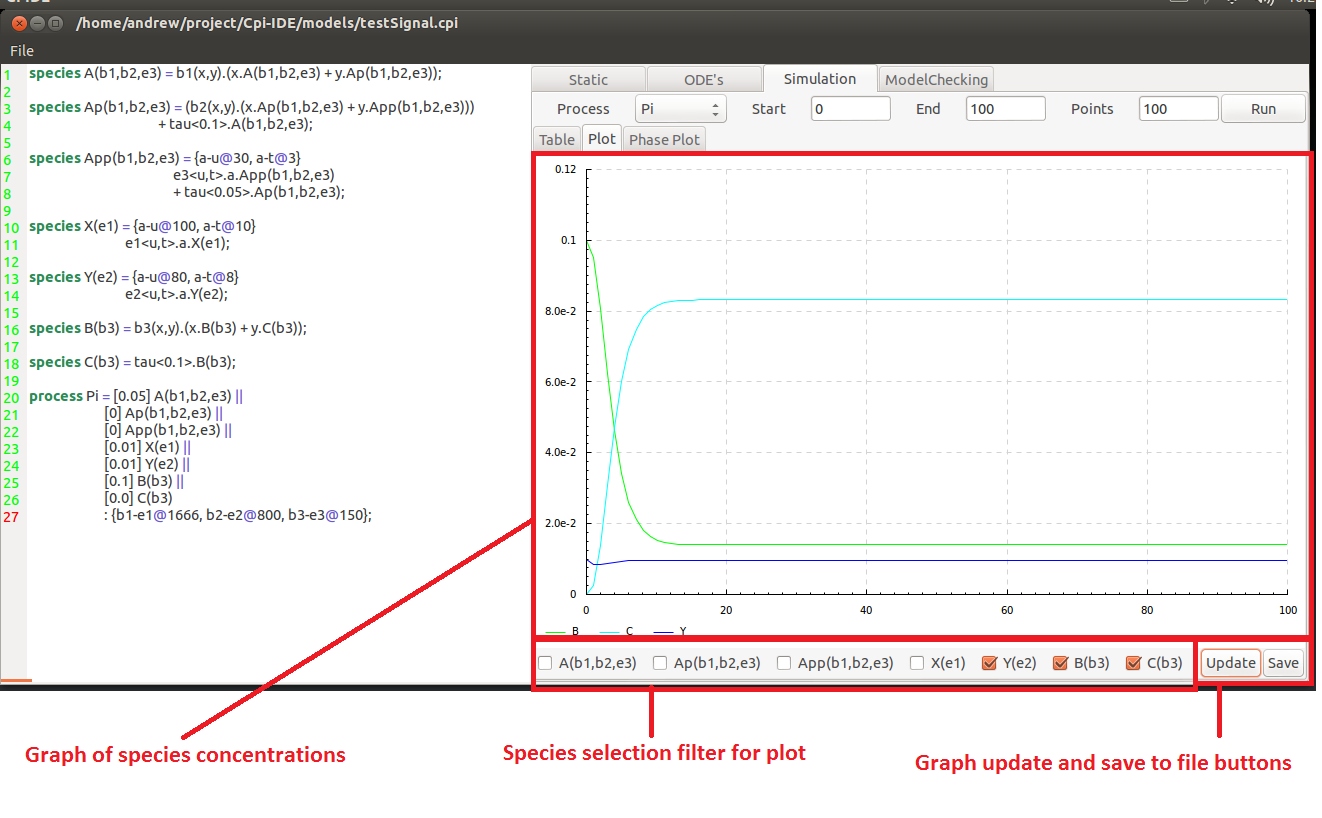 /home/andrew/project/Cpi-IDE/models/testSignal.cpi
File
1 species A(b1,b2,e3) = b1(x,y).(x.A(b1,b2,e3) + y.Ap(b1,b2,e3));
2
3 species Ap(b1,b2,e3) = (b2(x,y).(x.Ap(b1,b2,e3) + y.App(b1,b2,e3)))
4 + tau<0.1>.A(b1,b2,e3);
5
6 species App(b1,b2,e3) = {a-u@30, a-t@3}
7 e3<u,t>.a.App(b1,b2,e3)
8 + tau<0.05>.Ap(b1,b2,e3);
9
10 species X(e1) = {a-u@100, a-t@10}
11 e1<u,t>.a.X(e1);
12
13 species Y(e2) = {a-u@80, a-t@8}
14 e2<u,t>.a.Y(e2);
15
16 species B(b3) = b3(x,y).(x.B(b3) + y.C(b3));
17
18 species C(b3) = tau<0.1>.B(b3);
19
20 process Pi = [0.05] A(b1,b2,e3) ||
21 [0] Ap(b1,b2,e3) ||
22 [0] App(b1,b2,e3) ||
23 [0.01] X(e1) ||
24 [0.01] Y(e2) ||
25 [0.1] B(b3) ||
26 [0.0] C(b3)
27 : {b1-e1@1666, b2-e2@800, b3-e3@150};
Static ODE's Simulation ModelChecking
Process Pi Start 0 End 100 Points 100 Run
Table Plot Phase Plot
0.12
0.1
8.0e-2
6.0e-2
4.0e-2
2.0e-2
0
0 20 40 60 80 100
B C Y
A(b1,b2,e3) Ap(b1,b2,e3) App(b1,b2,e3) X(e1) Y(e2) B(b3) C(b3) Update Save
Graph of species concentrations
Species selection filter for plot
Graph update and save to file buttons